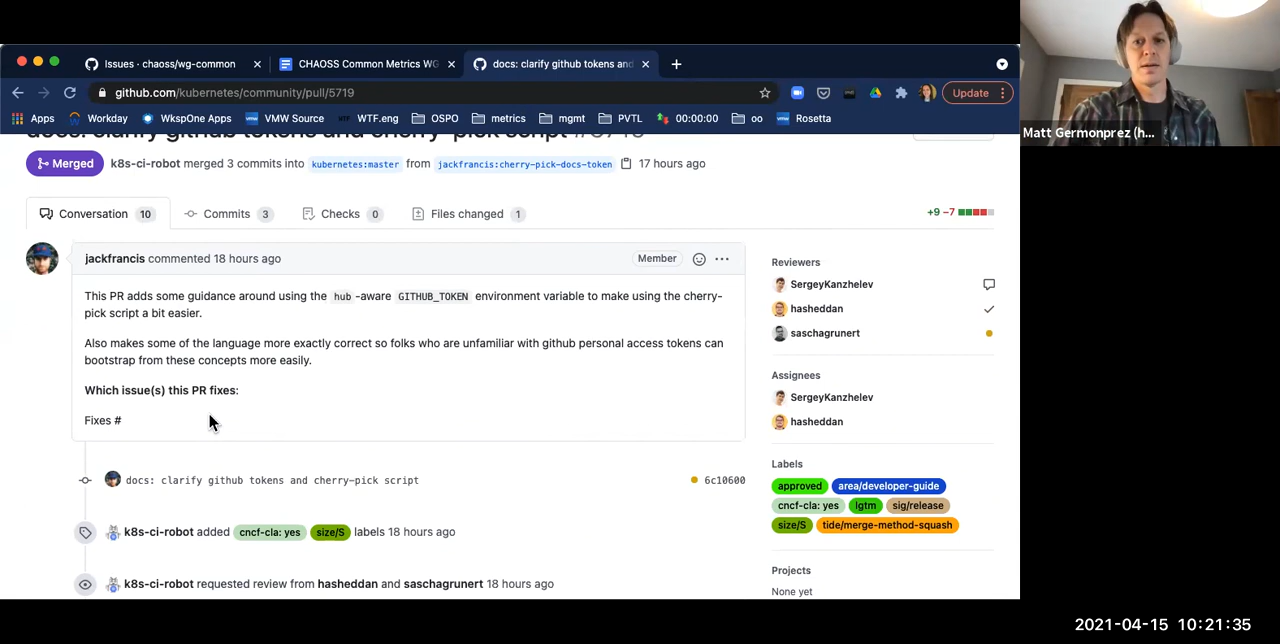 Issues · chaoss/wg-common
CHAOSS Common Metrics WG
docs: clarify github tokens and
github.com/kubernetes/community/pull/5719
Update
Apps
Workday
WkspOne Apps
VMW Source
WTF.eng
OSPO
metrics
mgmt
PVTL
00:00:00
oo
Rosetta
Matt Germonprez (h...
docs: clarify github tokens and cherry-pick script #5719
Merged
k8s-ci-robot merged 3 commits into kubernetes:master from jackfrancis:cherry-pick-docs-token 17 hours ago
Conversation 10
Commits 3
Checks 0
Files changed 1
+9 −7
jackfrancis commented 18 hours ago
Member
This PR adds some guidance around using the hub -aware GITHUB_TOKEN environment variable to make using the cherry-
pick script a bit easier.
Also makes some of the language more exactly correct so folks who are unfamiliar with github personal access tokens can
bootstrap from these concepts more easily.
Which issue(s) this PR fixes:
Fixes #
docs: clarify github tokens and cherry-pick script
6c10600
k8s-ci-robot added cncf-cla: yes size/S labels 18 hours ago
k8s-ci-robot requested review from hasheddan and saschagrunert 18 hours ago
Reviewers
SergeyKanzhelev
hasheddan
saschagrunert
Assignees
SergeyKanzhelev
hasheddan
Labels
approved area/developer-guide
cncf-cla: yes lgtm sig/release
size/S tide/merge-method-squash
Projects
None yet
2021-04-15 10:21:35